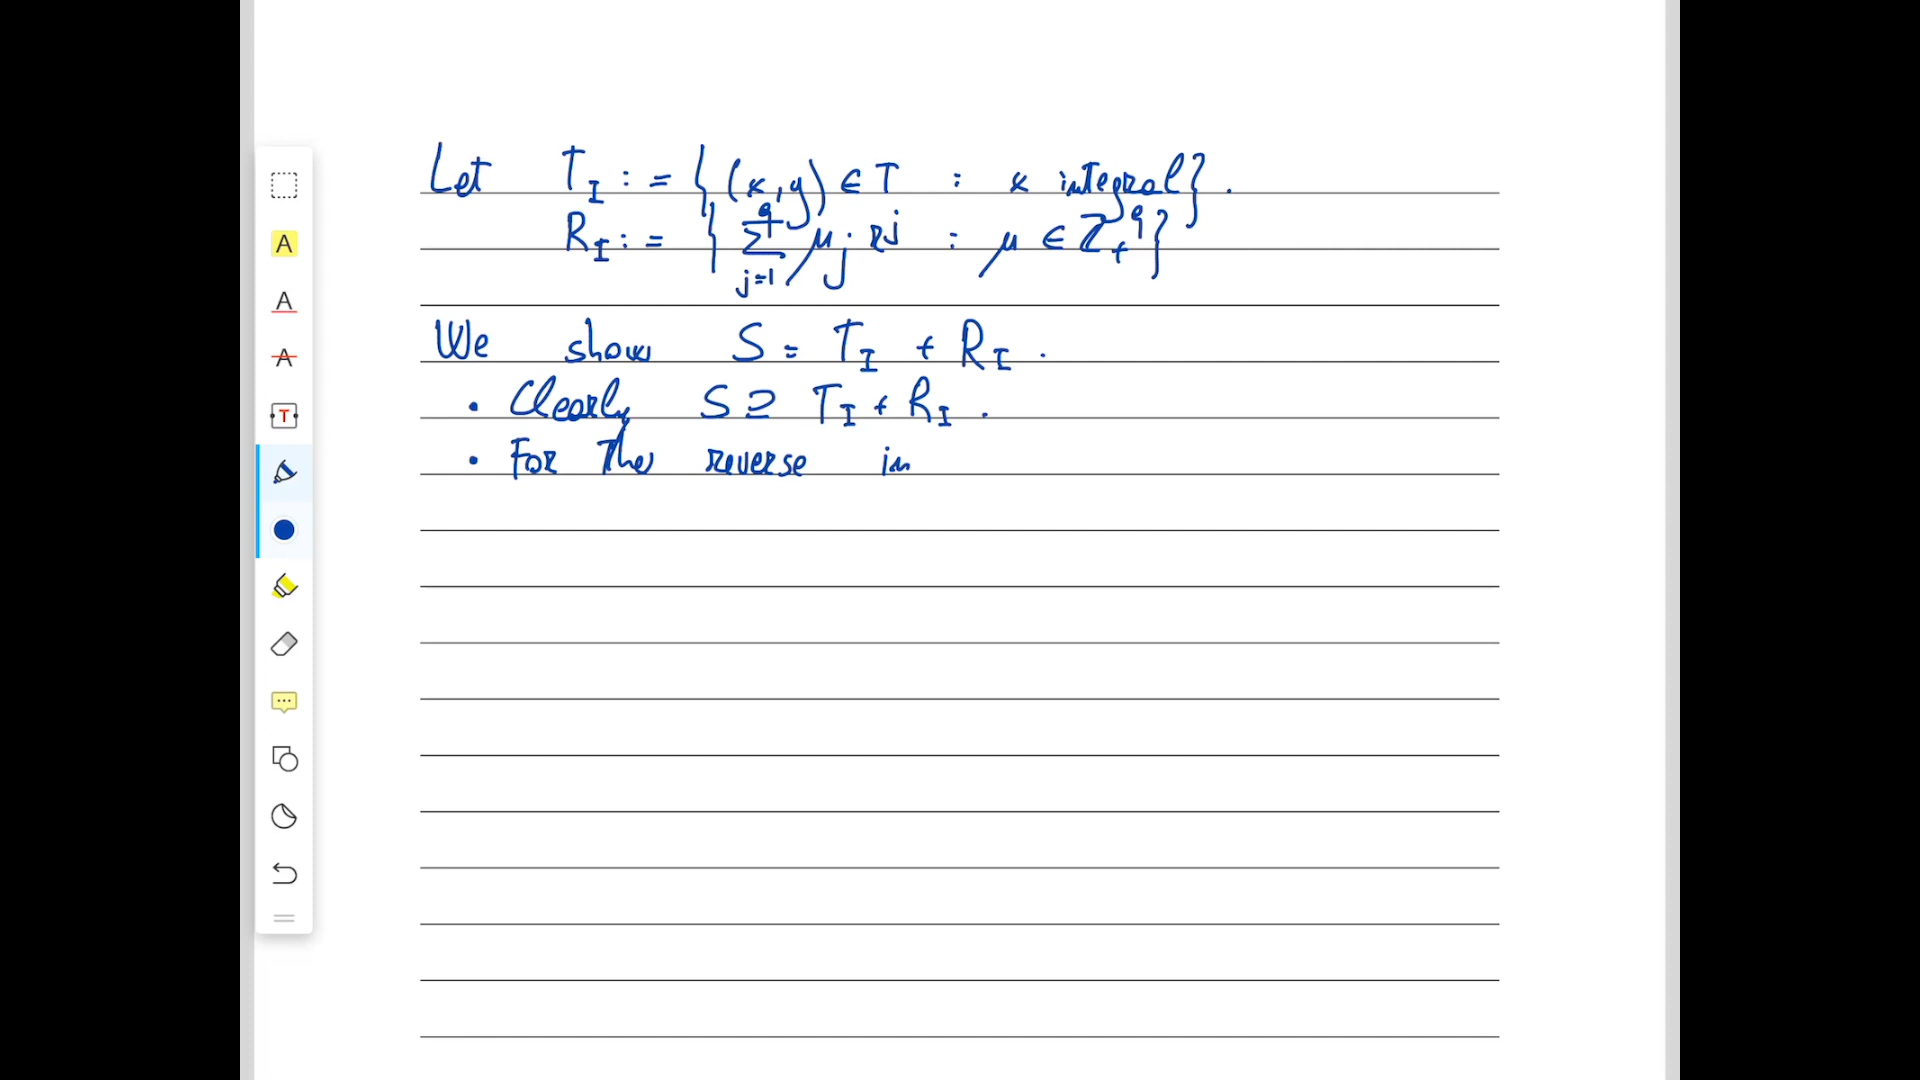 Let T_I := {(x,y) ∈ T : x integral}.
R_I := {∑_{j=1}^{q} μ_j r^j : μ ∈ Z_+^q}
We show S = T_I + R_I.
• Clearly S ⊇ T_I + R_I.
• For the reverse in
A
A
A
T